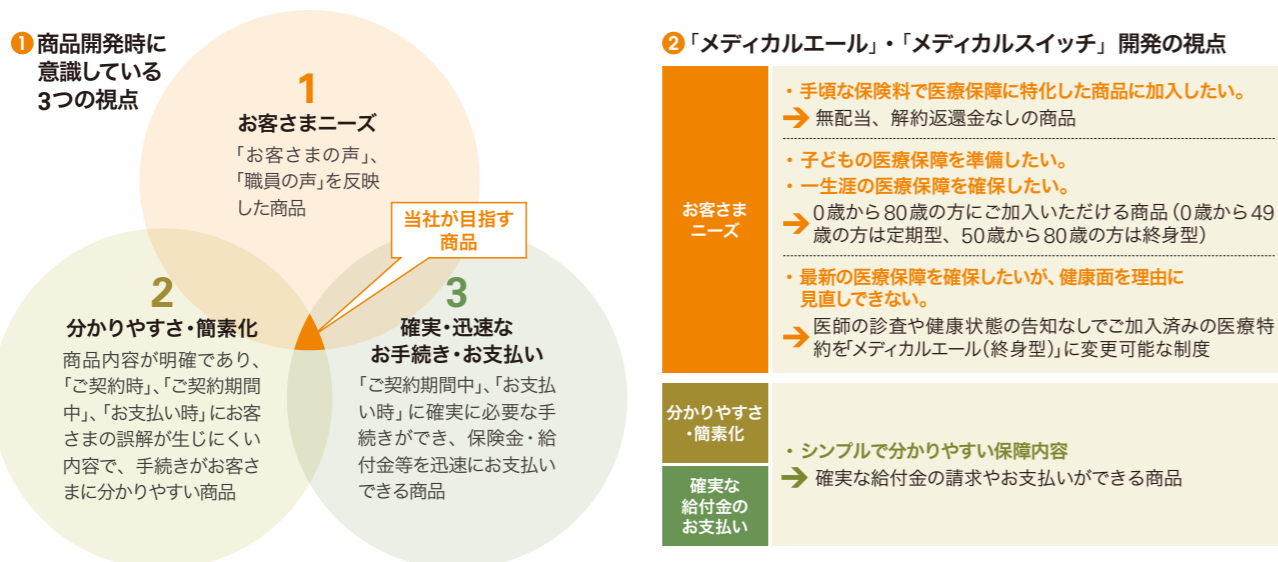 ❶商品開発時に
意識している
3つの視点
1
お客さまニーズ
「お客さまの声」、
「職員の声」を反映
した商品
当社が目指す
商品
2
分かりやすさ・簡素化
商品内容が明確であり、
「ご契約時」、「ご契約期間
中」、「お支払い時」にお客
さまの誤解が生じにくい
内容で、手続きがお客さ
まに分かりやすい商品
3
確実・迅速な
お手続き・お支払い
「ご契約期間中」、「お支払
い時」に確実に必要な手
続きができ、保険金・給
付金等を迅速にお支払い
できる商品
❷「メディカルエール」・「メディカルスイッチ」開発の視点
お客さま
ニーズ
・手頃な保険料で医療保障に特化した商品に加入したい。
➔ 無配当、解約返還金なしの商品
・子どもの医療保障を準備したい。
・一生涯の医療保障を確保したい。
➔ 0歳から80歳の方にご加入いただける商品（0歳から49
歳の方は定期型、50歳から80歳の方は終身型）
・最新の医療保障を確保したいが、健康面を理由に
見直しできない。
➔ 医師の診査や健康状態の告知なしでご加入済みの医療特
約を「メディカルエール（終身型）」に変更可能な制度
分かりやすさ
・簡素化
確実な
給付金の
お支払い
・シンプルで分かりやすい保障内容
➔ 確実な給付金の請求やお支払いができる商品